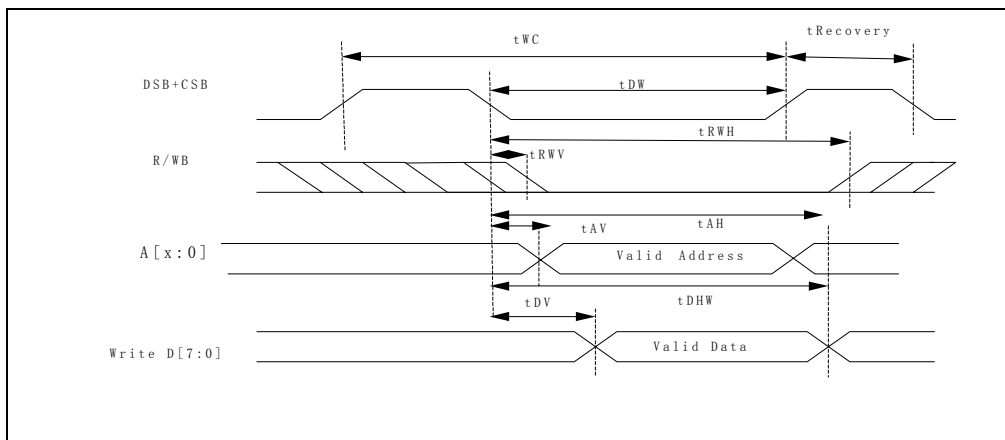 tWC
tRecovery
DSB+CSB
tDW
tRWH
R/WB
tRWV
tAH
tAV
A[x:0]
Valid Address
tDHW
tDV
Write D[7:0]
Valid Data